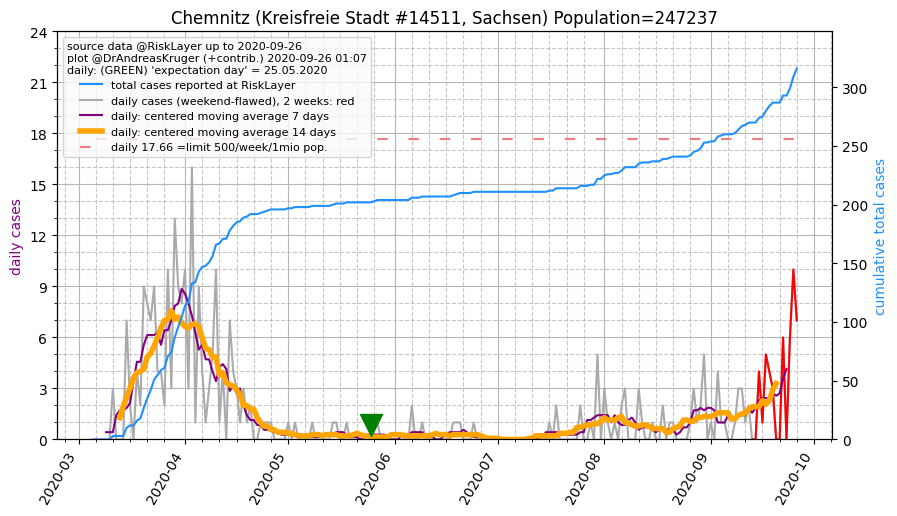 Chemnitz (Kreisfreie Stadt #14511, Sachsen) Population=247237
source data @RiskLayer up to 2020-09-26
plot @DrAndreasKruger (+contrib.) 2020-09-26 01:07
daily: (GREEN) 'expectation day' = 25.05.2020
total cases reported at RiskLayer
daily cases (weekend-flawed), 2 weeks: red
daily: centered moving average 7 days
daily: centered moving average 14 days
daily 17.66 =limit 500/week/1mio pop.
daily cases
24
21
18
15
12
9
6
3
0
cumulative total cases
300
250
200
150
100
50
0
2020-03
2020-04
2020-05
2020-06
2020-07
2020-08
2020-09
2020-10